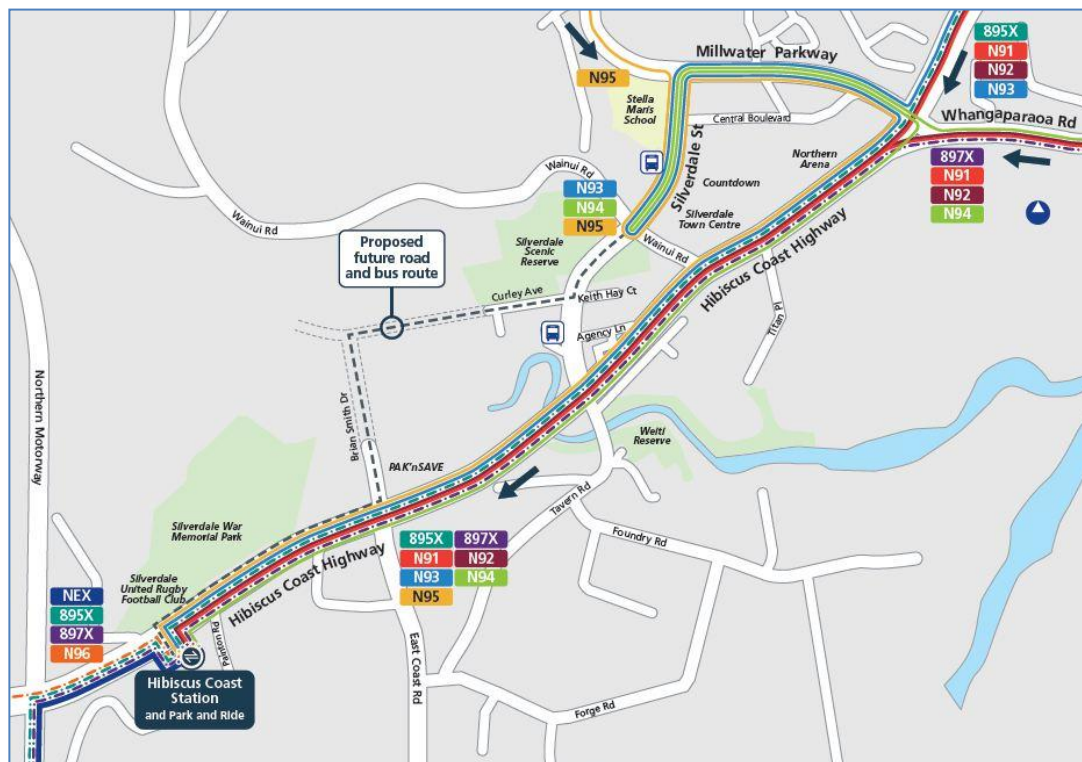 Millwater Parkway
895X
N91
N92
N93
N95
Stella
Maris
School
Central Boulevard
Whangaparaoa Rd
Silverdale St
Northern
Arena
897X
N91
N92
N94
Wainui Rd
Wainui Rd
N93
N94
N95
Countdown
Silverdale
Town Centre
Wainui Rd
Proposed
future road
and bus route
Silverdale
Scenic
Reserve
Hibiscus Coast Highway
Curley Ave
Keith Hay Ct
Agency Ln
Titan Pl
Northern Motorway
Brian Smith Dr
Weiti
Reserve
PAK'nSAVE
Tavern Rd
Silverdale War
Memorial Park
Foundry Rd
895X 897X
N91 N92
N93 N94
N95
Hibiscus Coast Highway
Silverdale
United Rugby
Football Club
NEX
895X
897X
N96
Painton Rd
East Coast Rd
Hibiscus Coast
Station
and Park and Ride
Forge Rd